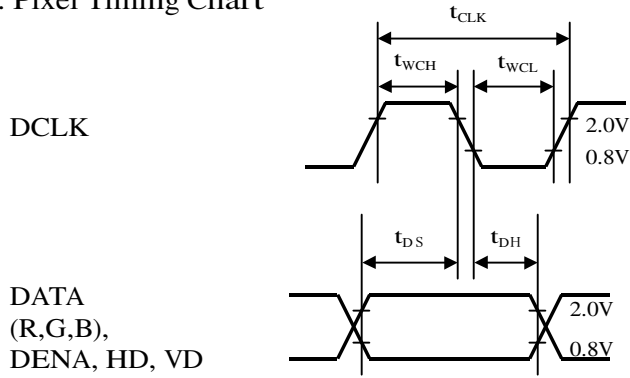 . Pixel Timing Chart
tCLK
tWCH tWCL
DCLK
2.0V
0.8V
tDS tDH
DATA
(R,G,B),
DENA, HD, VD
2.0V
0.8V